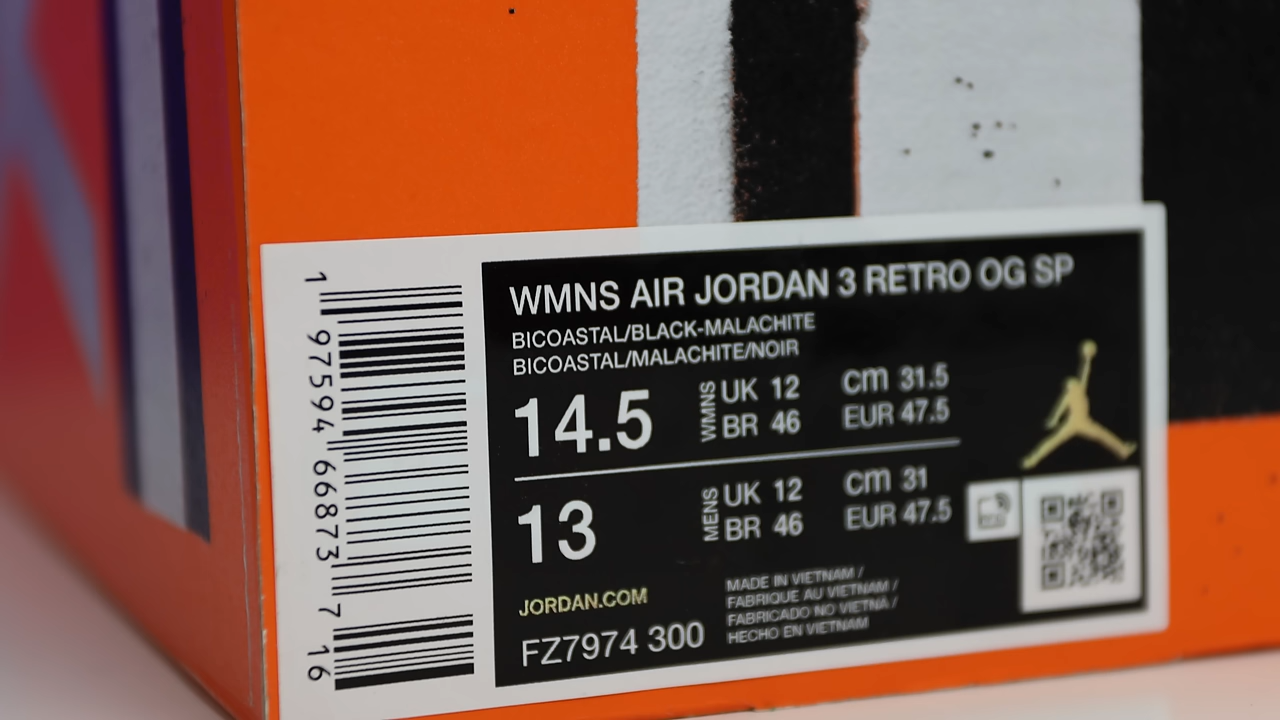 1 97594 66873 7 16
WMNS AIR JORDAN 3 RETRO OG SP
BICOASTAL/BLACK-MALACHITE
BICOASTAL/MALACHITE/NOIR
14.5 WMNS UK 12 cm 31.5
BR 46 EUR 47.5
13 MENS UK 12 cm 31
BR 46 EUR 47.5
JORDAN.COM
FZ7974 300
MADE IN VIETNAM /
FABRIQUE AU VIETNAM /
FABRICADO NO VIETNÃ /
HECHO EN VIETNAM